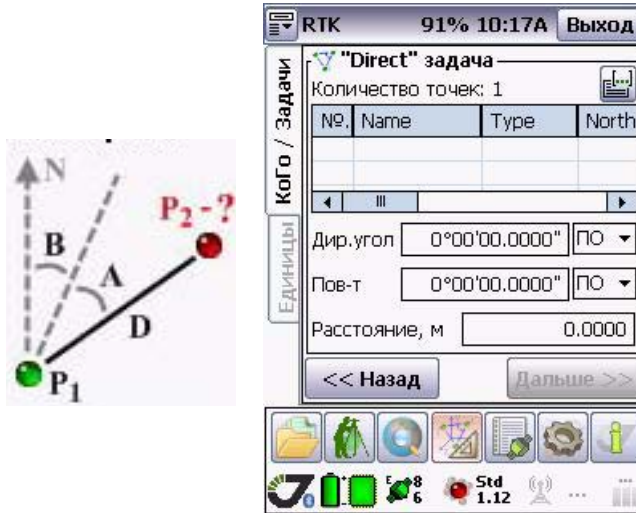 N
P2 - ?
B
A
D
P1
RTK 91% 10:17A Выход
КоГо / Задачи
Единицы
"Direct" задача
Количество точек: 1
№. Name Type North
Дир.угол 0°00'00.0000" ПО
Пов-т 0°00'00.0000" ПО
Расстояние, м 0.0000
<< Назад Дальше >>
0 E 8 6 Std 1.12 ...